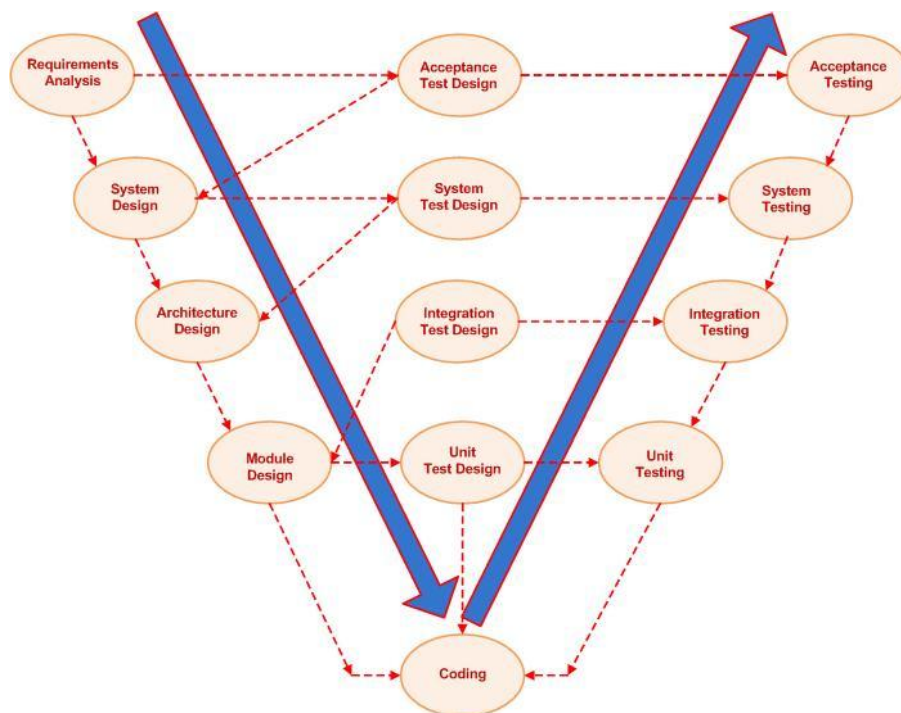 Requirements
Analysis
Acceptance
Test Design
Acceptance
Testing
System
Design
System
Test Design
System
Testing
Architecture
Design
Integration
Test Design
Integration
Testing
Module
Design
Unit
Test Design
Unit
Testing
Coding